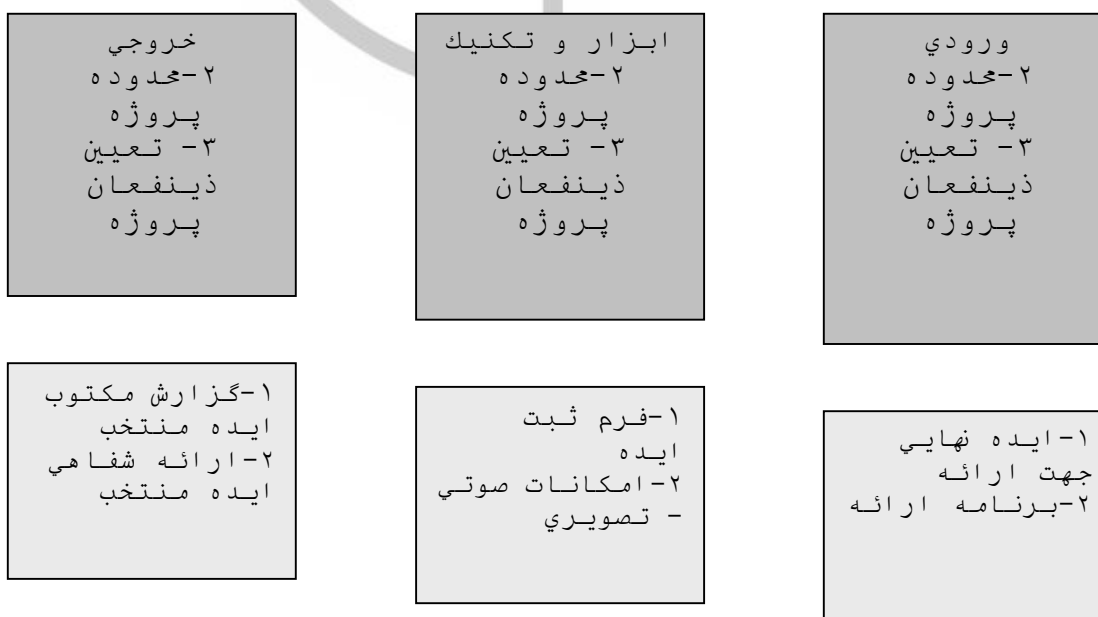 ورودي
۲-محدوده
پروژه
۳- تعيين
ذينفعان
پروژه
ابزار و تكنيك
۲-محدوده
پروژه
۳- تعيين
ذينفعان
پروژه
خروجي
۲-محدوده
پروژه
۳- تعيين
ذينفعان
پروژه
۱-ايده نهايي
جهت ارائه
۲-برنامه ارائه
۱-فرم ثبت
ايده
۲-امكانات صوتي
- تصويري
۱-گزارش مكتوب
ايده منتخب
۲-ارائه شفاهي
ايده منتخب